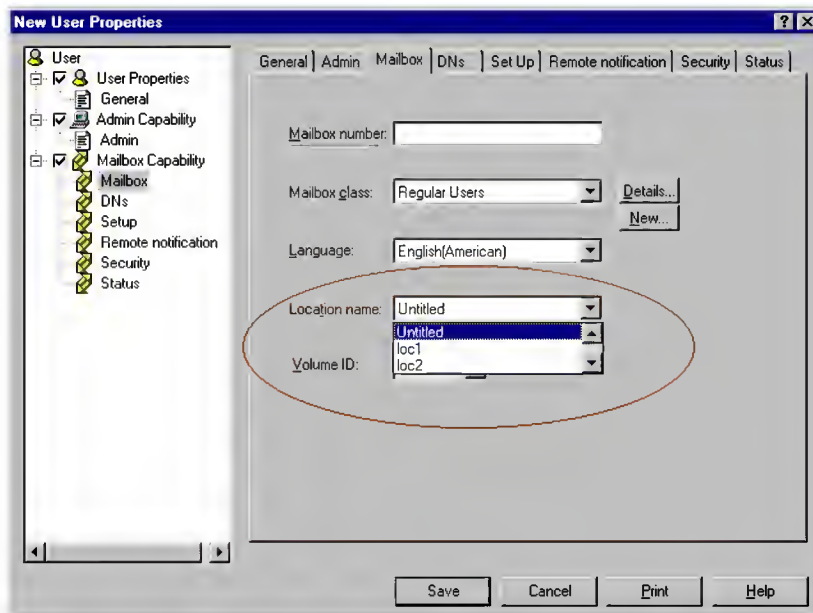 New User Properties
User
User Properties
General
Admin Capability
Admin
Mailbox Capability
Mailbox
DNs
Setup
Remote notification
Security
Status
General Admin Mailbox DNs Set Up Remote notification Security Status
Mailbox number:
Mailbox class: Regular Users Details...
New...
Language: English(American)
Location name: Untitled
Untitled
loc1
loc2
Volume ID:
Save Cancel Print Help